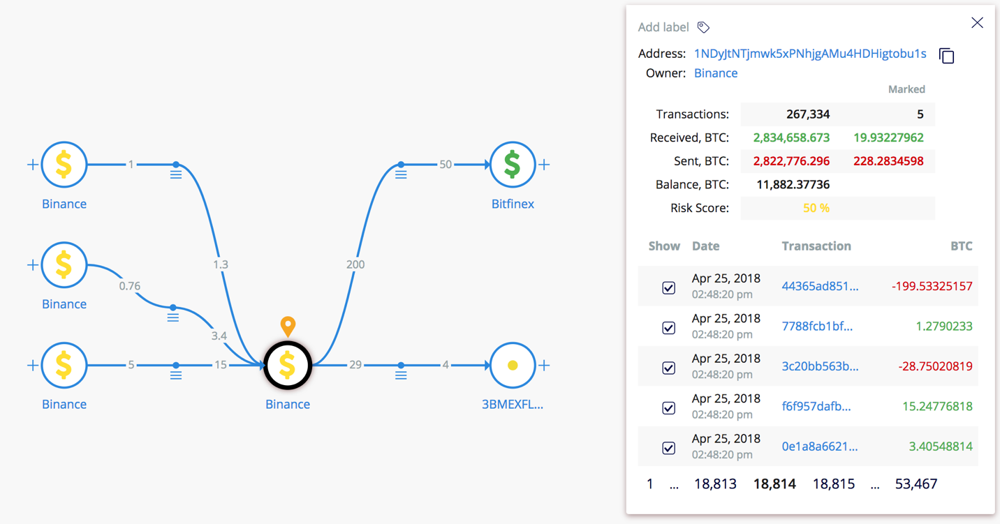 1
50
Binance
Bitfinex
1.3
200
0.76
Binance
3.4
5
15
29
4
Binance
Binance
3BMEXFL...
Add label
Address: 1NDyJtNTjmwk5xPNhjgAMu4HDHigtobu1s
Owner: Binance
Marked
Transactions: 267,334 5
Received, BTC: 2,834,658.673 19.93227962
Sent, BTC: 2,822,776.296 228.2834598
Balance, BTC: 11,882.37736
Risk Score: 50 %
Show Date Transaction BTC
Apr 25, 2018
02:48:20 pm
44365ad851... -199.53325157
Apr 25, 2018
02:48:20 pm
7788fcb1bf... 1.2790233
Apr 25, 2018
02:48:20 pm
3c20bb563b... -28.75020819
Apr 25, 2018
02:48:20 pm
f6f957dafb... 15.24776818
Apr 25, 2018
02:48:20 pm
0e1a8a6621... 3.40548814
1 ... 18,813 18,814 18,815 ... 53,467